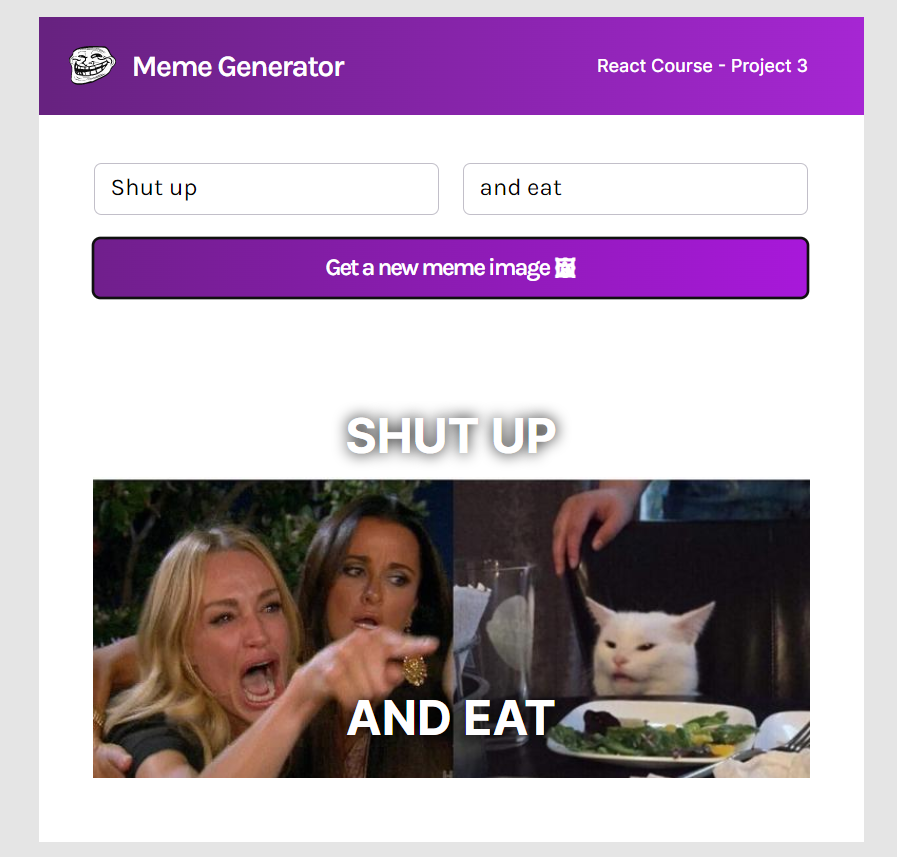 Meme Generator
React Course - Project 3
Shut up
and eat
Get a new meme image 🖼
SHUT UP
AND EAT